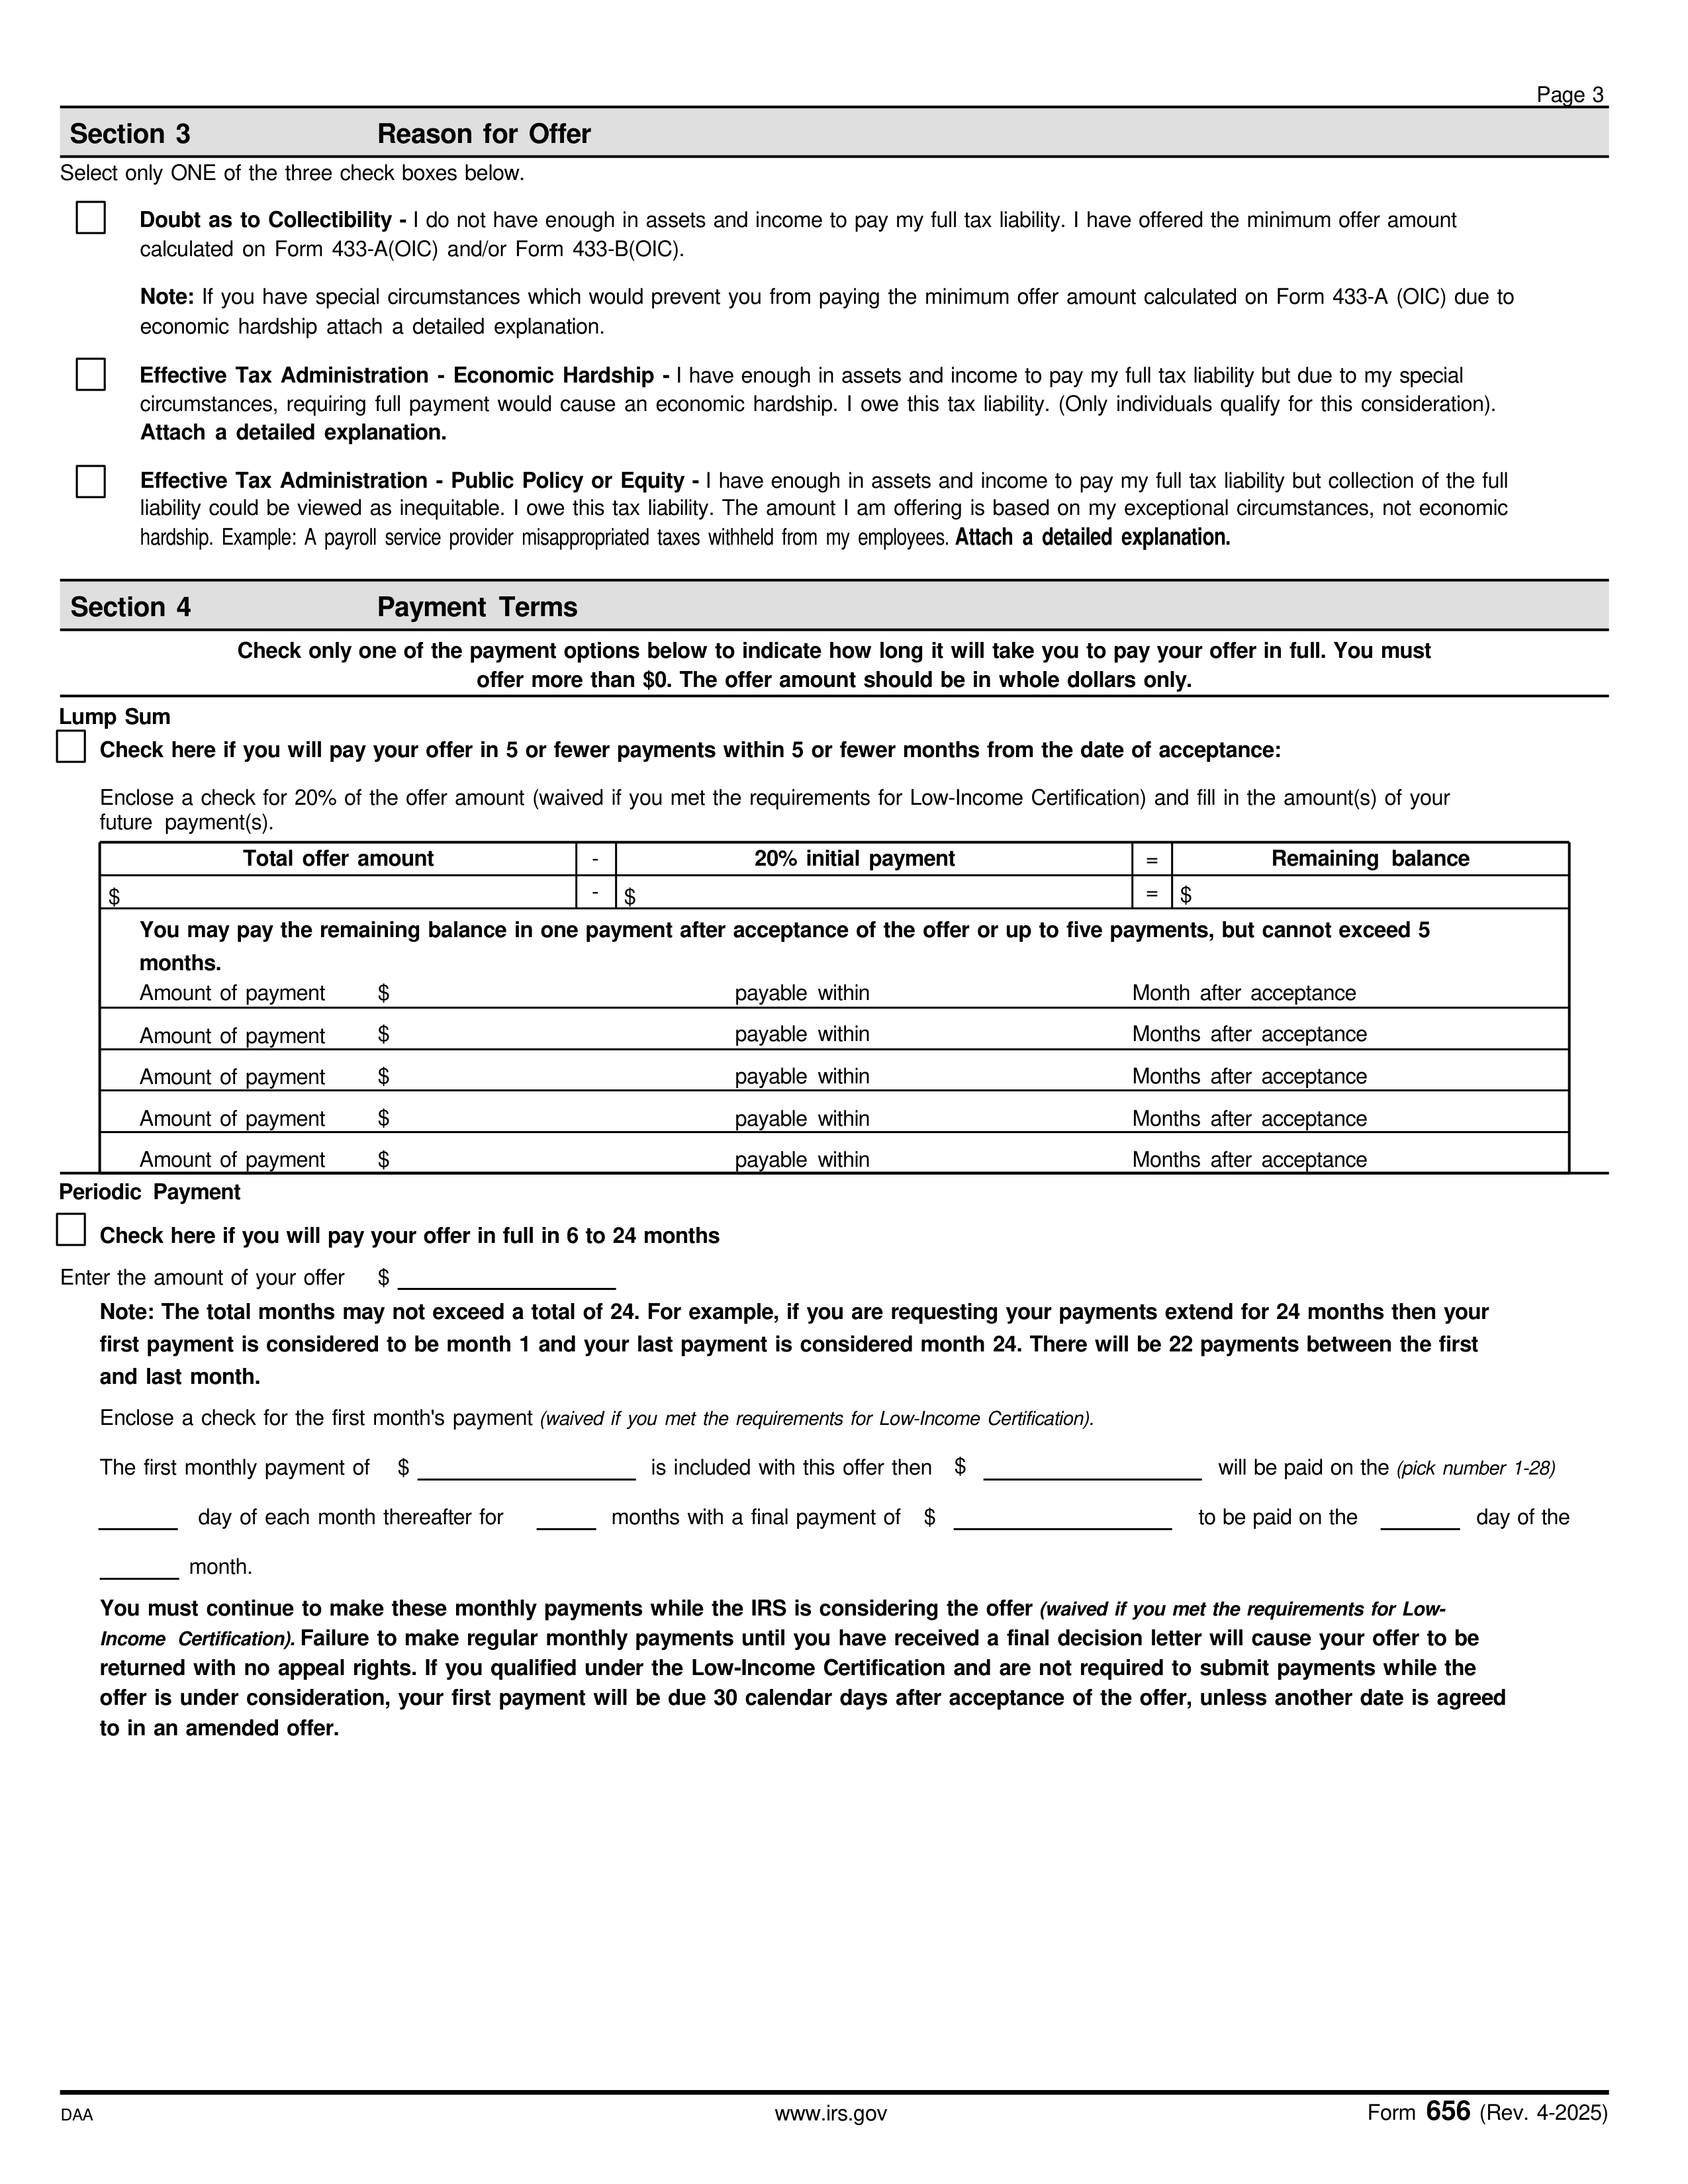 Page 3
Section 3 Reason for Offer
Select only ONE of the three check boxes below.
Doubt as to Collectibility - I do not have enough in assets and income to pay my full tax liability. I have offered the minimum offer amount
calculated on Form 433-A(OIC) and/or Form 433-B(OIC).
Note: If you have special circumstances which would prevent you from paying the minimum offer amount calculated on Form 433-A (OIC) due to
economic hardship attach a detailed explanation.
Effective Tax Administration - Economic Hardship - I have enough in assets and income to pay my full tax liability but due to my special
circumstances, requiring full payment would cause an economic hardship. I owe this tax liability. (Only individuals qualify for this consideration).
Attach a detailed explanation.
Effective Tax Administration - Public Policy or Equity - I have enough in assets and income to pay my full tax liability but collection of the full
liability could be viewed as inequitable. I owe this tax liability. The amount I am offering is based on my exceptional circumstances, not economic
hardship. Example: A payroll service provider misappropriated taxes withheld from my employees. Attach a detailed explanation.
Section 4 Payment Terms
Check only one of the payment options below to indicate how long it will take you to pay your offer in full. You must
offer more than $0. The offer amount should be in whole dollars only.
Lump Sum
Check here if you will pay your offer in 5 or fewer payments within 5 or fewer months from the date of acceptance:
Enclose a check for 20% of the offer amount (waived if you met the requirements for Low-Income Certification) and fill in the amount(s) of your
future payment(s).
Total offer amount - 20% initial payment = Remaining balance
$ - $ = $
You may pay the remaining balance in one payment after acceptance of the offer or up to five payments, but cannot exceed 5
months.
Amount of payment $ payable within Month after acceptance
Amount of payment $ payable within Months after acceptance
Amount of payment $ payable within Months after acceptance
Amount of payment $ payable within Months after acceptance
Amount of payment $ payable within Months after acceptance
Periodic Payment
Check here if you will pay your offer in full in 6 to 24 months
Enter the amount of your offer $
Note: The total months may not exceed a total of 24. For example, if you are requesting your payments extend for 24 months then your
first payment is considered to be month 1 and your last payment is considered month 24. There will be 22 payments between the first
and last month.
Enclose a check for the first month's payment (waived if you met the requirements for Low-Income Certification).
The first monthly payment of $ is included with this offer then $ will be paid on the (pick number 1-28)
day of each month thereafter for months with a final payment of $ to be paid on the day of the
month.
You must continue to make these monthly payments while the IRS is considering the offer (waived if you met the requirements for Low-
Income Certification). Failure to make regular monthly payments until you have received a final decision letter will cause your offer to be
returned with no appeal rights. If you qualified under the Low-Income Certification and are not required to submit payments while the
offer is under consideration, your first payment will be due 30 calendar days after acceptance of the offer, unless another date is agreed
to in an amended offer.
DAA www.irs.gov Form 656 (Rev. 4-2025)